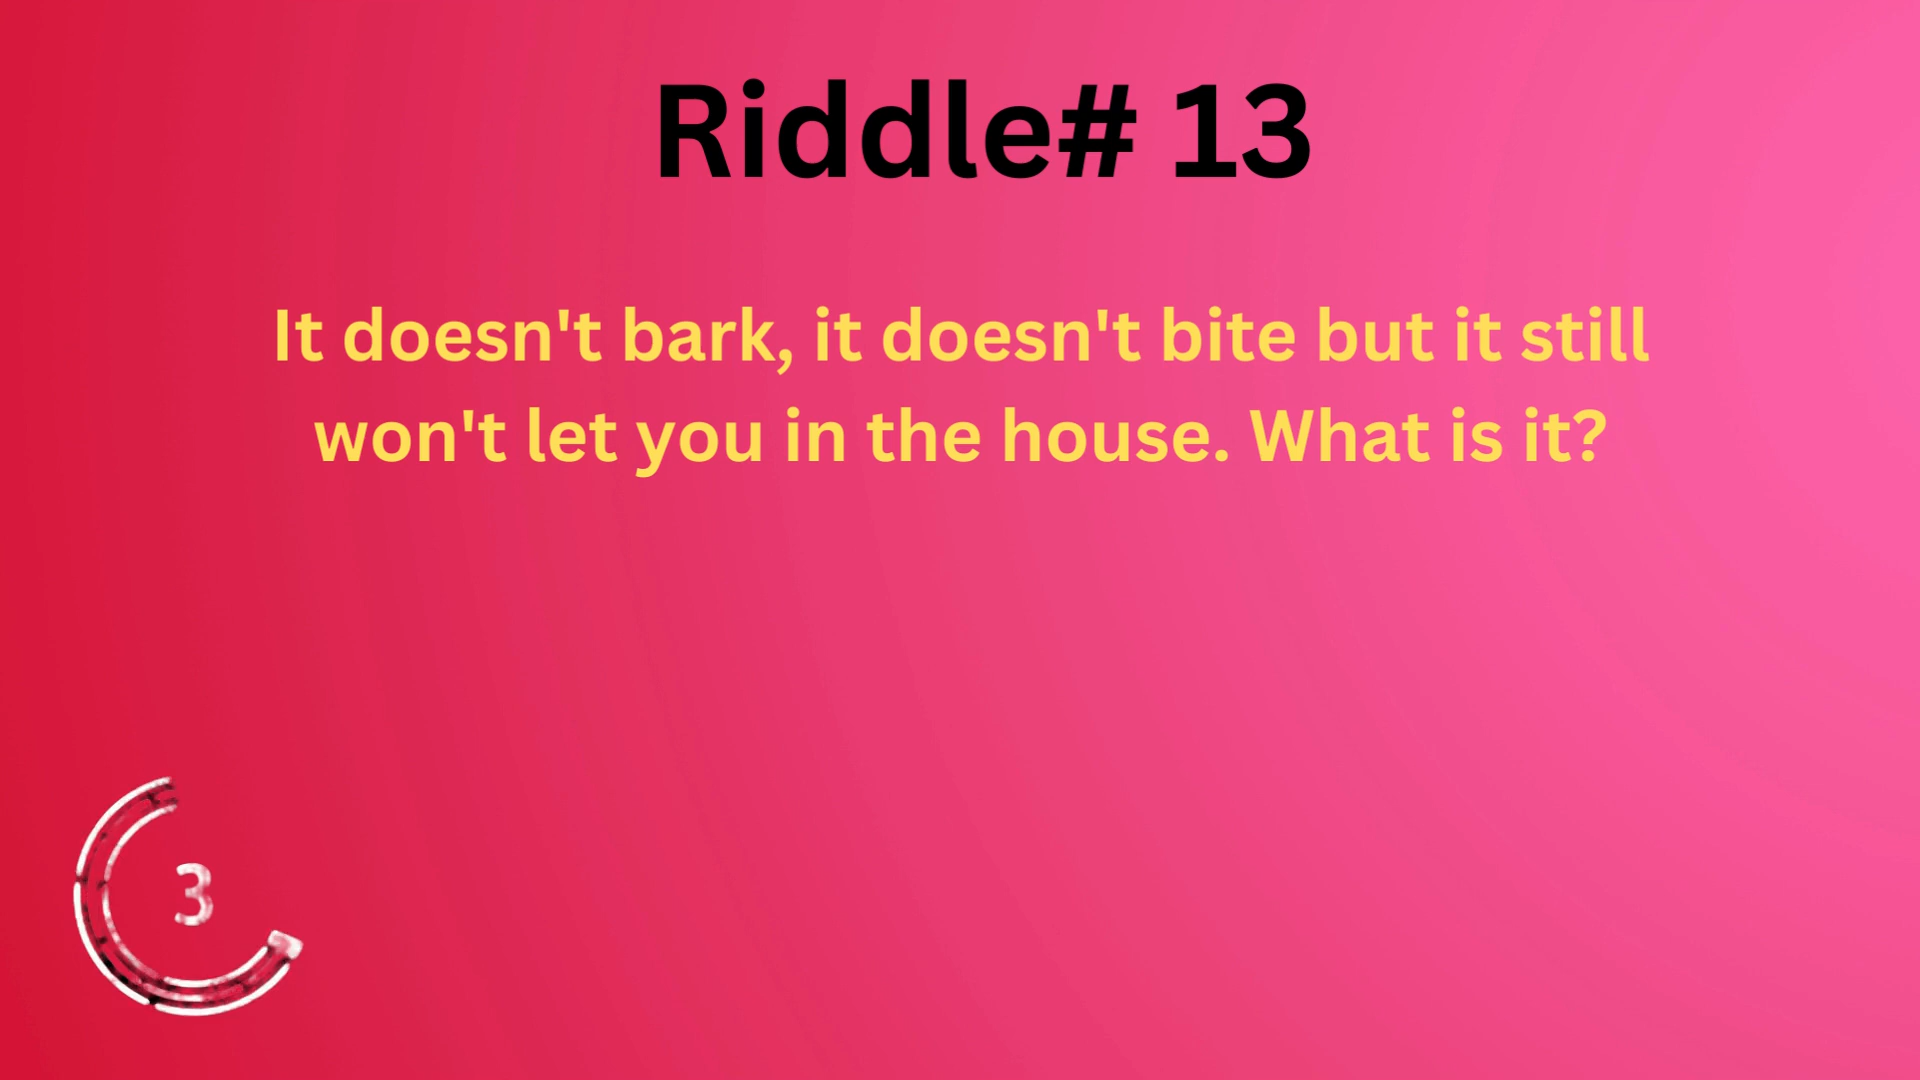 Riddle# 13
It doesn't bark, it doesn't bite but it still
won't let you in the house. What is it?
3